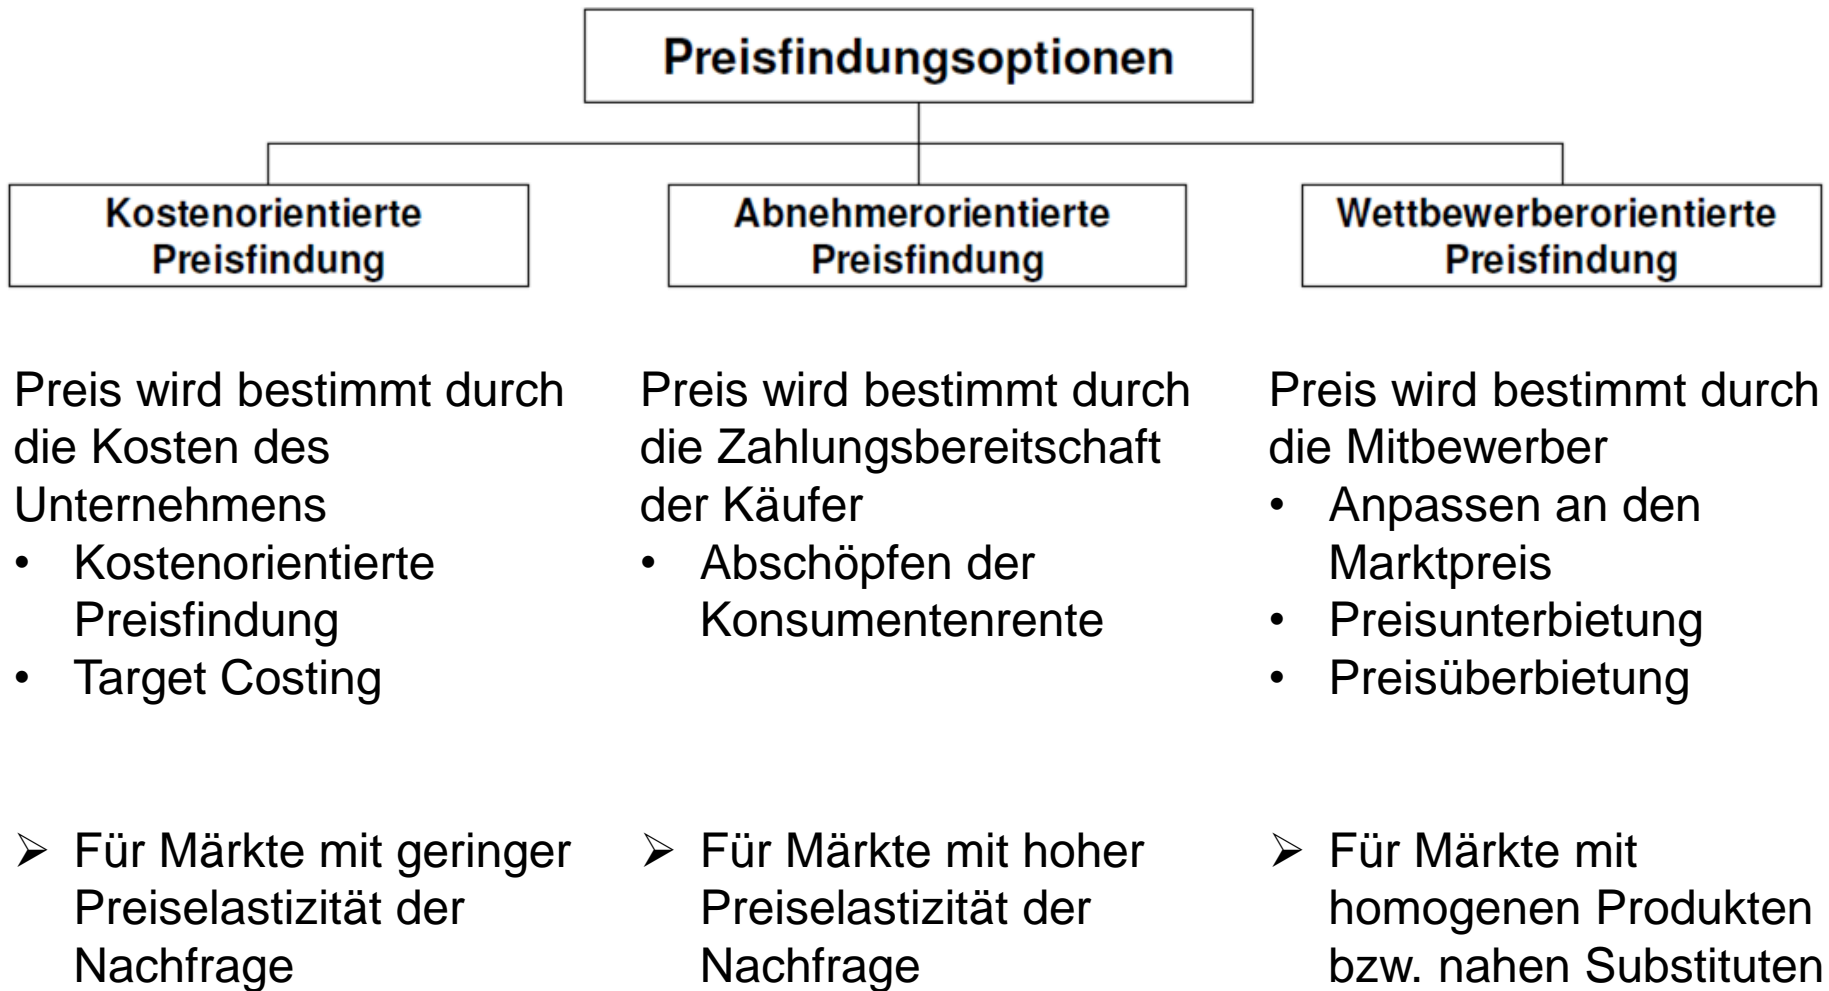 Preisfindungsoptionen
Kostenorientierte
Preisfindung
Abnehmerorientierte
Preisfindung
Wettbewerberorientierte
Preisfindung
Preis wird bestimmt durch
die Kosten des
Unternehmens
• Kostenorientierte
Preisfindung
• Target Costing
➢ Für Märkte mit geringer
Preiselastizität der
Nachfrage
Preis wird bestimmt durch
die Zahlungsbereitschaft
der Käufer
• Abschöpfen der
Konsumentenrente
➢ Für Märkte mit hoher
Preiselastizität der
Nachfrage
Preis wird bestimmt durch
die Mitbewerber
• Anpassen an den
Marktpreis
• Preisunterbietung
• Preisüberbietung
➢ Für Märkte mit
homogenen Produkten
bzw. nahen Substituten